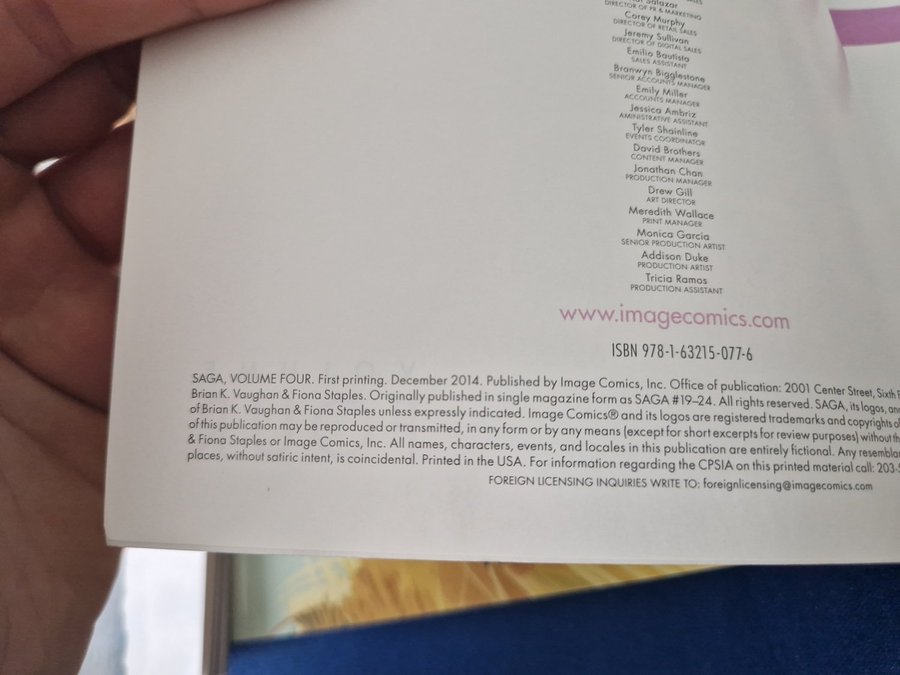 Salazar
DIRECTOR OF PR & MARKETING
Corey Murphy
DIRECTOR OF RETAIL SALES
Jeremy Sullivan
DIRECTOR OF DIGITAL SALES
Emilio Bautista
SALES ASSISTANT
Branwyn Bigglestone
SENIOR ACCOUNTS MANAGER
Emily Miller
ACCOUNTS MANAGER
Jessica Ambriz
AMINISTRATIVE ASSISTANT
Tyler Shainline
EVENTS COORDINATOR
David Brothers
CONTENT MANAGER
Jonathan Chan
PRODUCTION MANAGER
Drew Gill
ART DIRECTOR
Meredith Wallace
PRINT MANAGER
Monica Garcia
SENIOR PRODUCTION ARTIST
Addison Duke
PRODUCTION ARTIST
Tricia Ramos
PRODUCTION ASSISTANT
www.imagecomics.com
ISBN 978-1-63215-077-6
SAGA, VOLUME FOUR. First printing. December 2014. Published by Image Comics, Inc. Office of publication: 2001 Center Street, Sixth
Brian K. Vaughan & Fiona Staples. Originally published in single magazine form as SAGA #19–24. All rights reserved. SAGA, its logos,
of Brian K. Vaughan & Fiona Staples unless expressly indicated. Image Comics® and its logos are registered trademarks and copyrights of
of this publication may be reproduced or transmitted, in any form or by any means (except for short excerpts for review purposes) without
& Fiona Staples or Image Comics, Inc. All names, characters, events, and locales in this publication are entirely fictional. Any
places, without satiric intent, is coincidental. Printed in the USA. For information regarding the CPSIA on this printed material call: 203-
FOREIGN LICENSING INQUIRIES WRITE TO: foreignlicensing@imagecomics.com